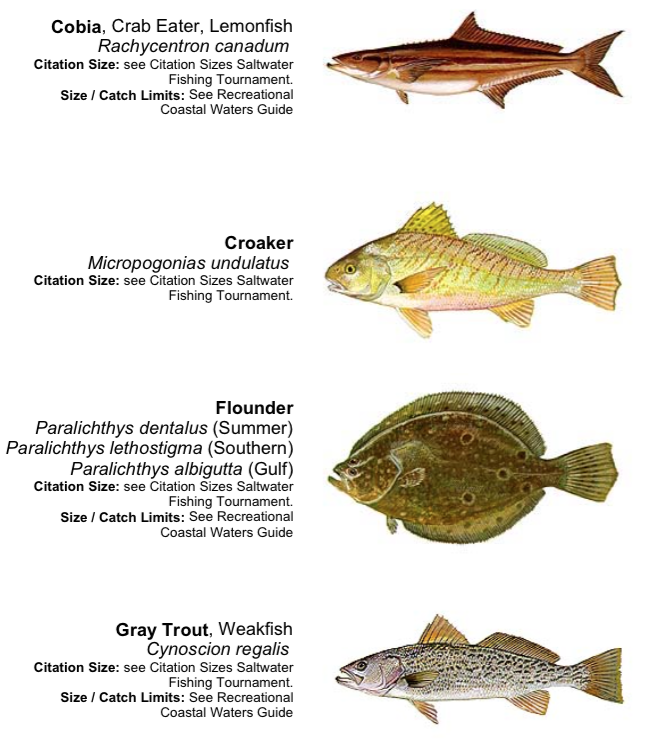 Cobia, Crab Eater, Lemonfish
Rachycentron canadum
Citation Size: see Citation Sizes Saltwater
Fishing Tournament.
Size / Catch Limits: See Recreational
Coastal Waters Guide
Croaker
Micropogonias undulatus
Citation Size: see Citation Sizes Saltwater
Fishing Tournament.
Flounder
Paralichthys dentalus (Summer)
Paralichthys lethostigma (Southern)
Paralichthys albigutta (Gulf)
Citation Size: see Citation Sizes Saltwater
Fishing Tournament.
Size / Catch Limits: See Recreational
Coastal Waters Guide
Gray Trout, Weakfish
Cynoscion regalis
Citation Size: see Citation Sizes Saltwater
Fishing Tournament.
Size / Catch Limits: See Recreational
Coastal Waters Guide